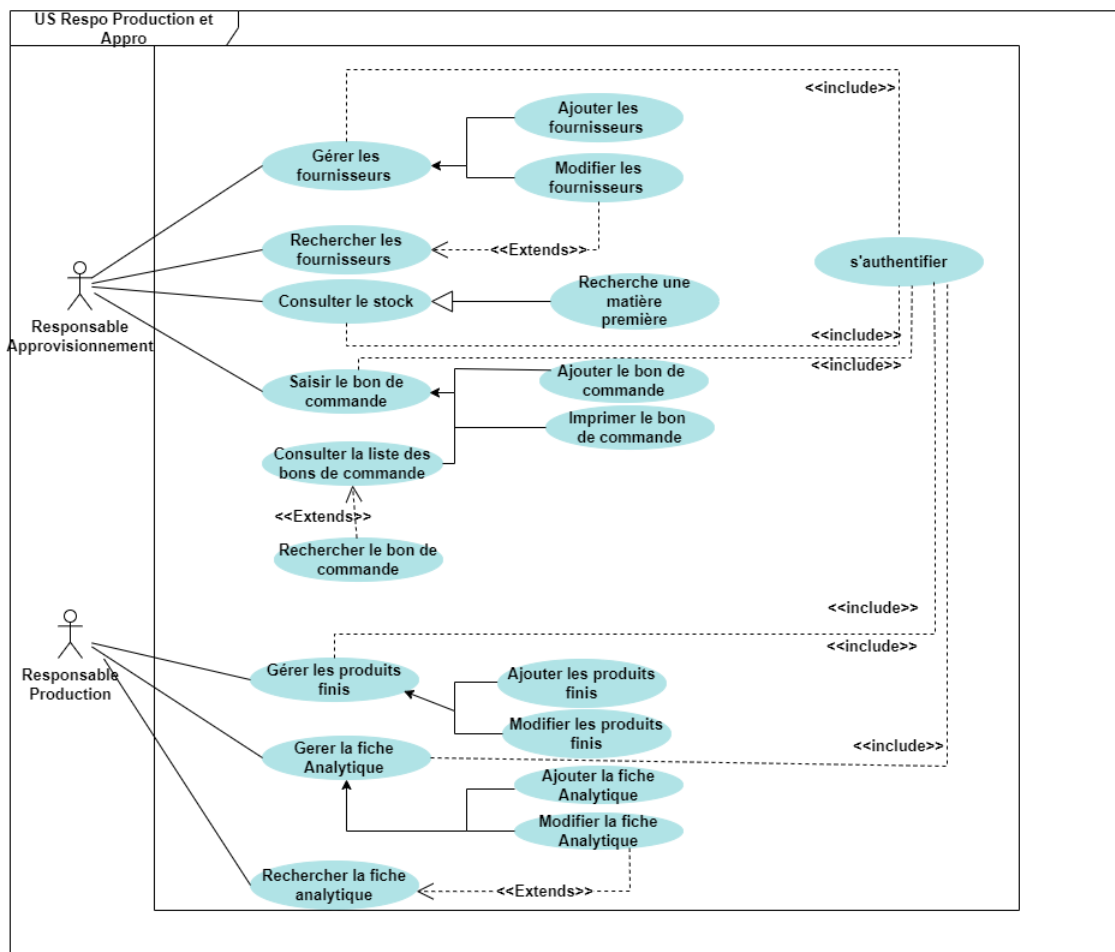 US Respo Production et
Appro
<<include>>
Ajouter les
fournisseurs
Gérer les
fournisseurs
Modifier les
fournisseurs
Rechercher les
fournisseurs
<<Extends>>
s'authentifier
Consulter le stock
Recherche une
matière
première
Responsable
Approvisionnement
<<include>>
<<include>>
Saisir le bon de
commande
Ajouter le bon de
commande
Imprimer le bon
de commande
Consulter la liste des
bons de commande
<<Extends>>
Rechercher le bon de
commande
<<include>>
<<include>>
Responsable
Production
Gérer les produits
finis
Ajouter les produits
finis
Modifier les produits
finis
Gerer la fiche
Analytique
<<include>>
Ajouter la fiche
Analytique
Modifier la fiche
Analytique
Rechercher la fiche
analytique
<<Extends>>